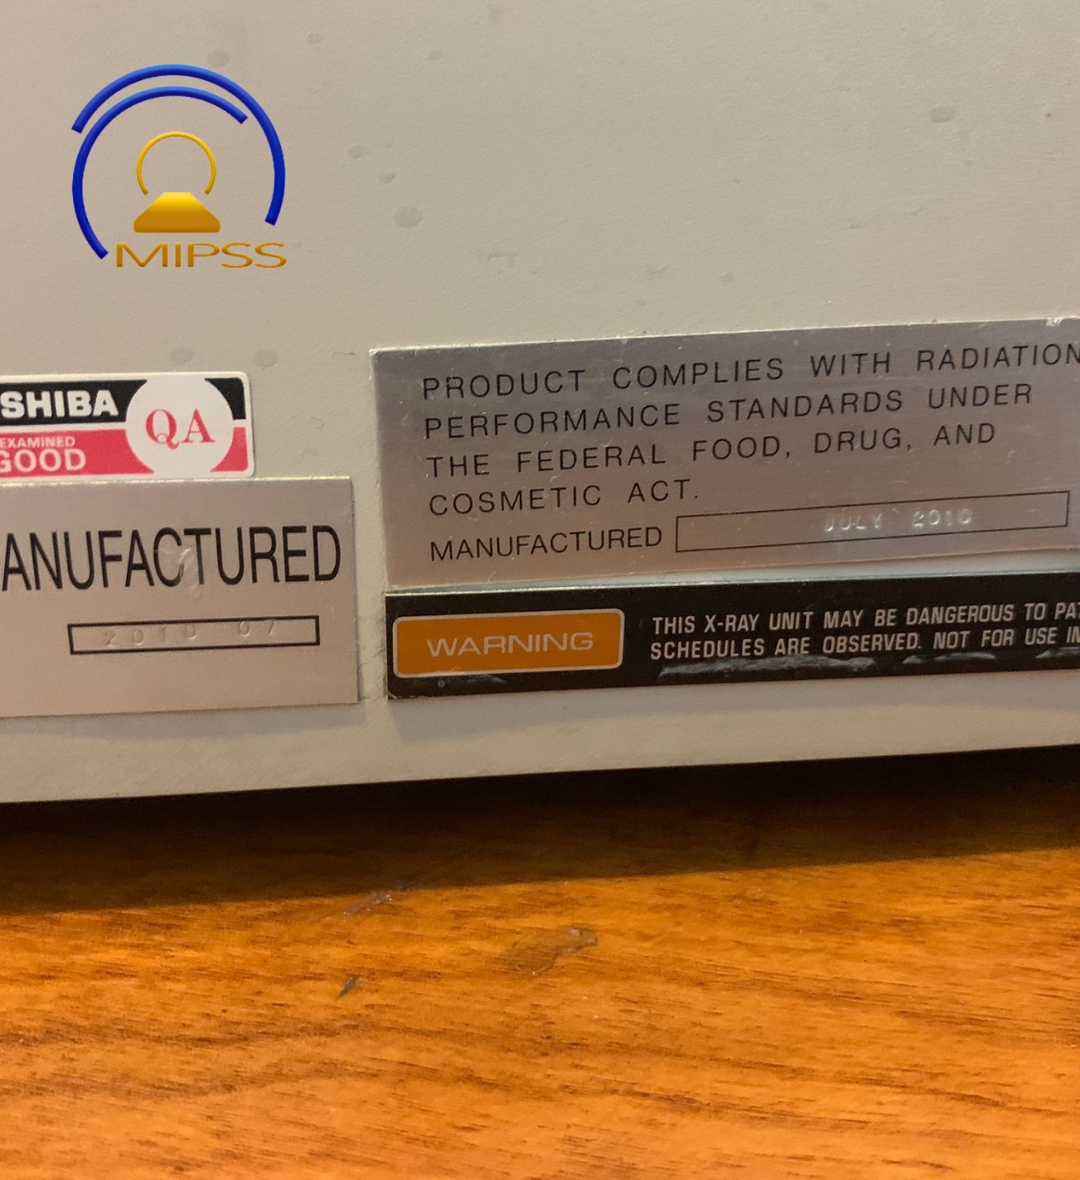 MIPSS
SHIBA
EXAMINED
GOOD
QA
ANUFACTURED
2010 07
PRODUCT COMPLIES WITH RADIATION
PERFORMANCE STANDARDS UNDER
THE FEDERAL FOOD, DRUG, AND
COSMETIC ACT.
MANUFACTURED JULY 2010
WARNING
THIS X-RAY UNIT MAY BE DANGEROUS TO PA
SCHEDULES ARE OBSERVED. NOT FOR USE